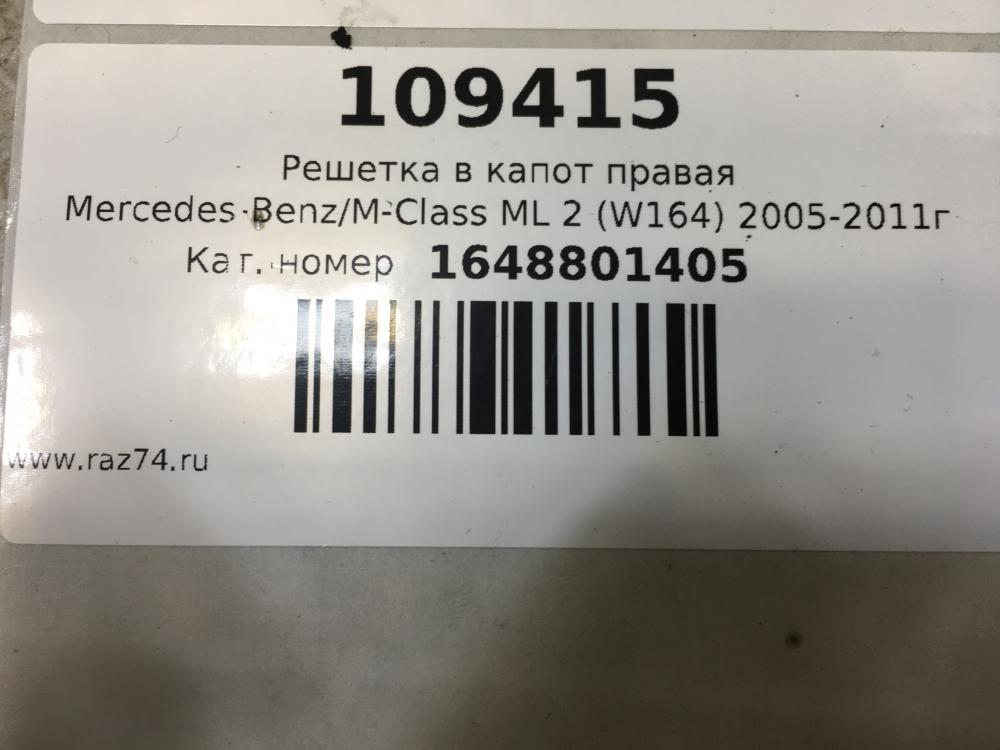 109415
Решетка в капот правая
Mercedes-Benz/M-Class ML 2 (W164) 2005-2011г
Кат. номер 1648801405
www.raz74.ru